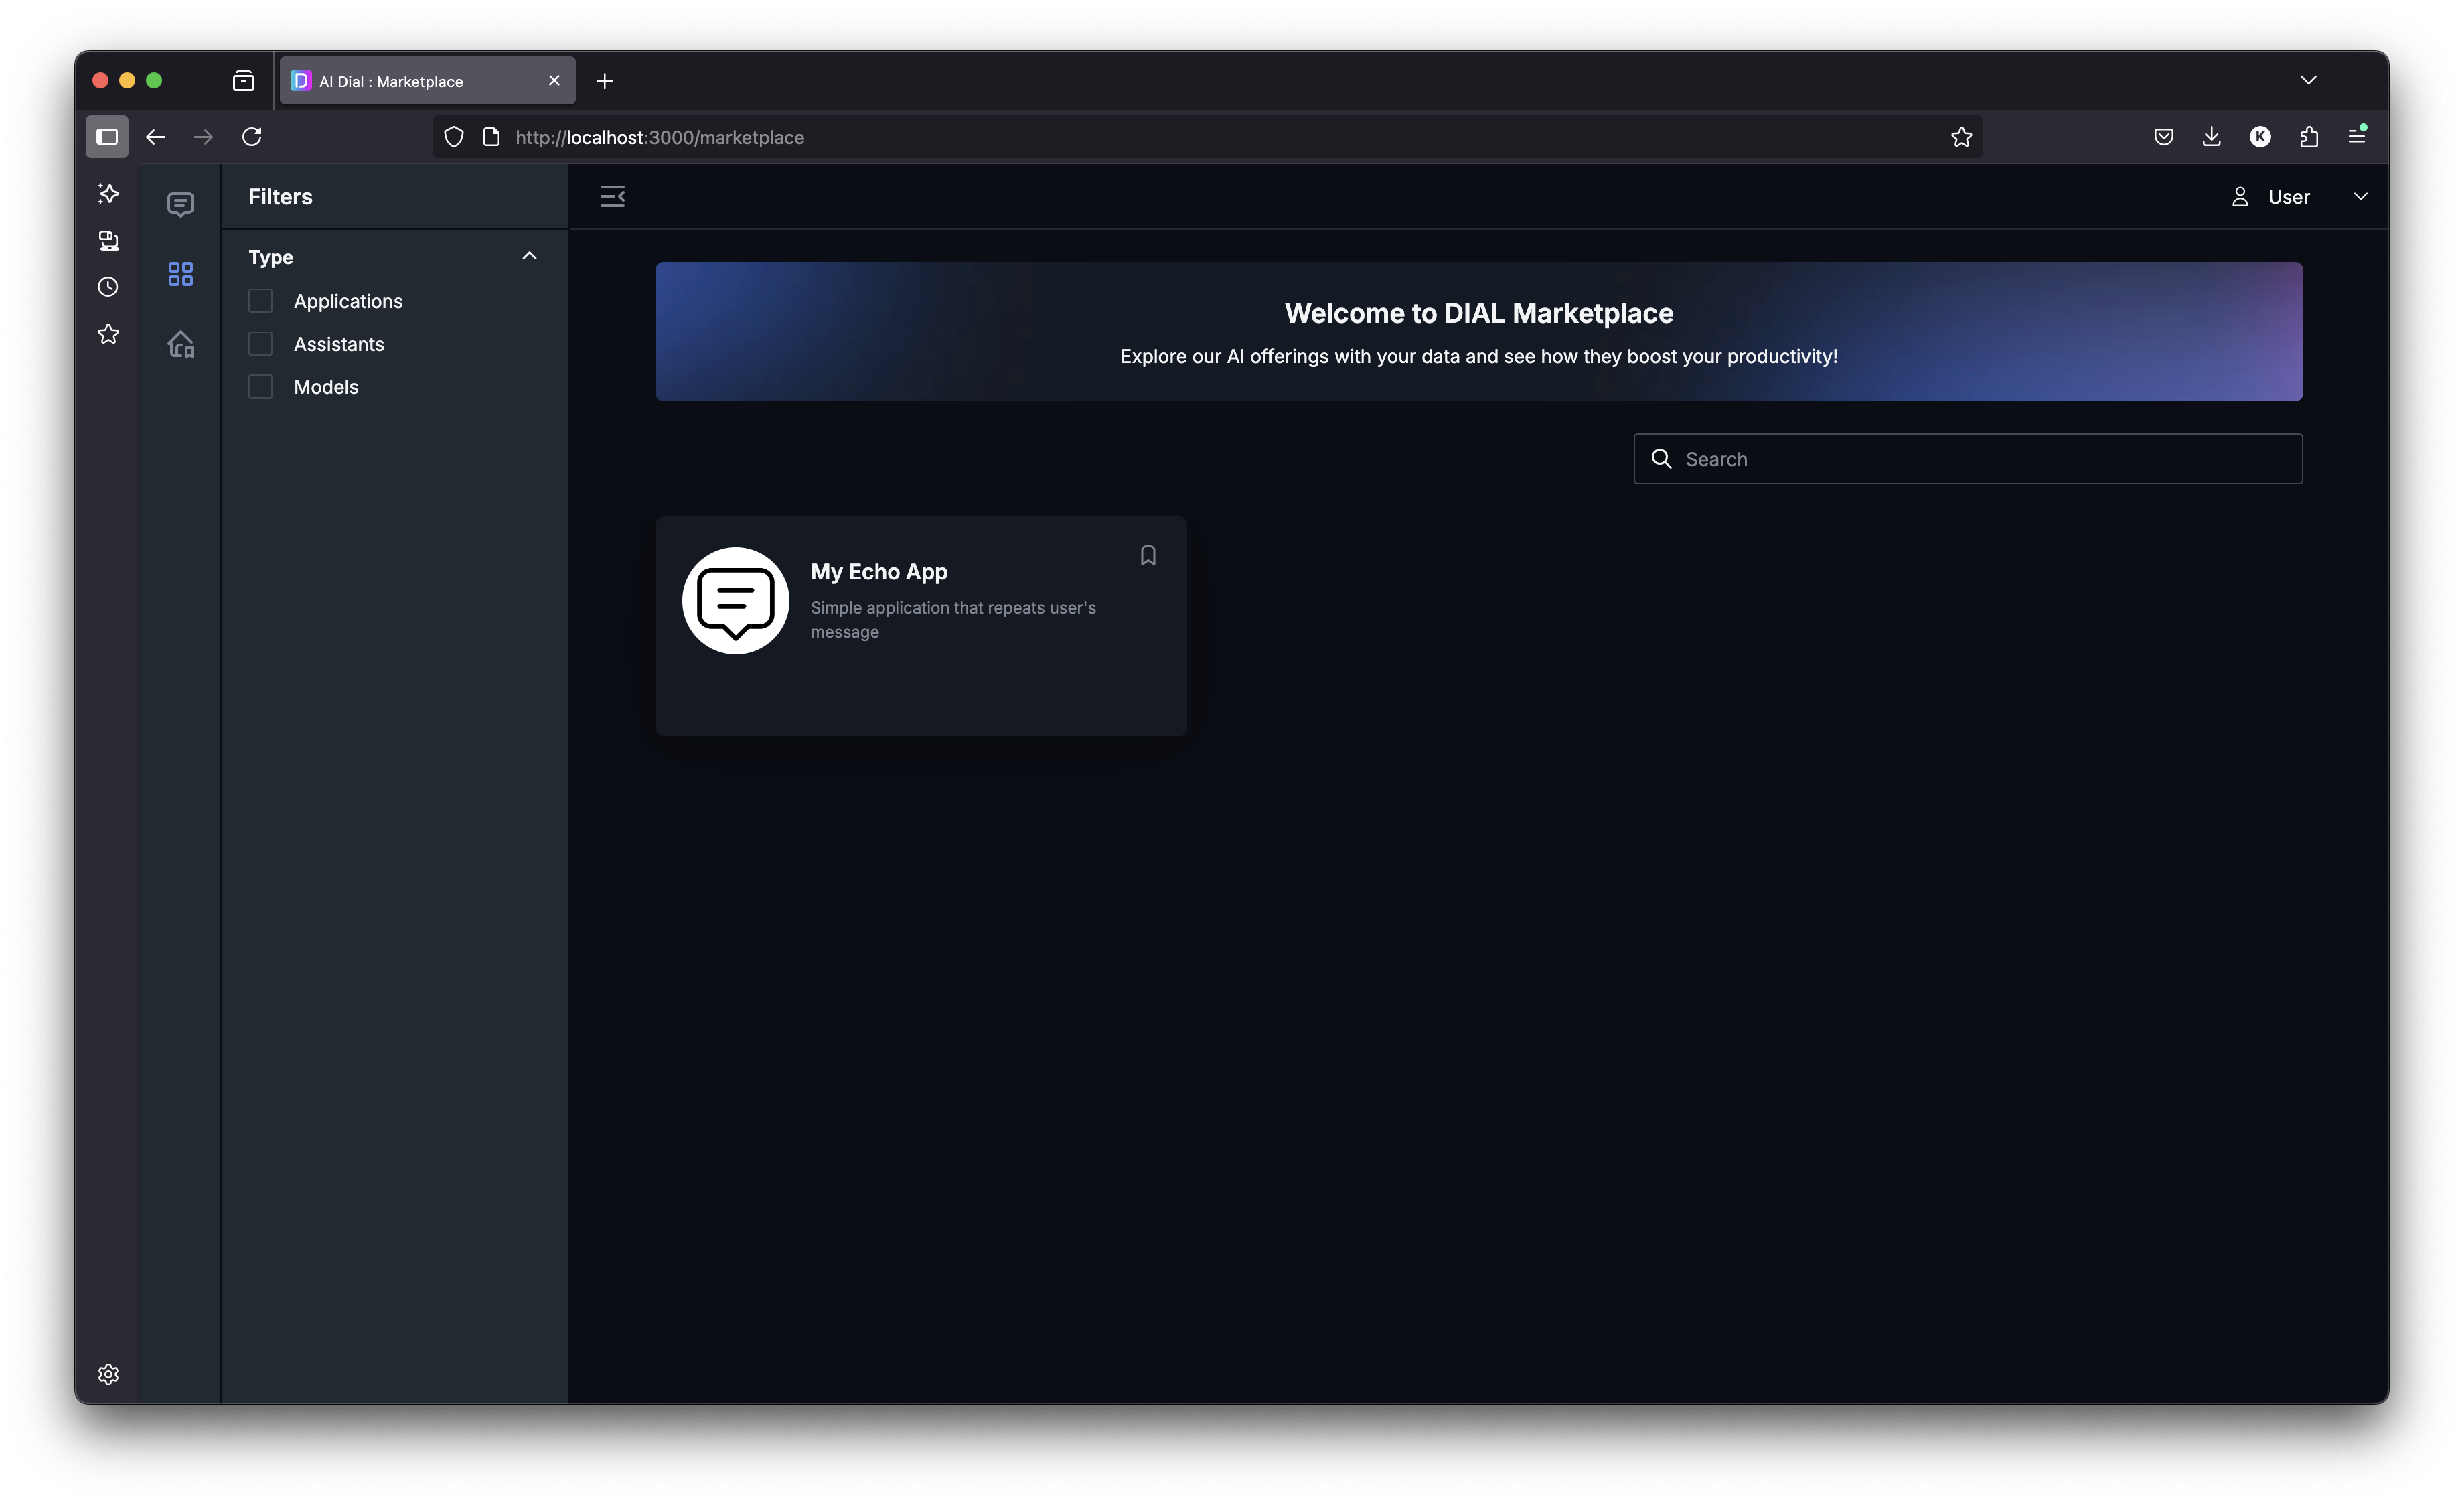 AI Dial : Marketplace
http://localhost:3000/marketplace
K
Filters
User
Type
Applications
Assistants
Models
Welcome to DIAL Marketplace
Explore our AI offerings with your data and see how they boost your productivity!
Search
My Echo App
Simple application that repeats user's
message